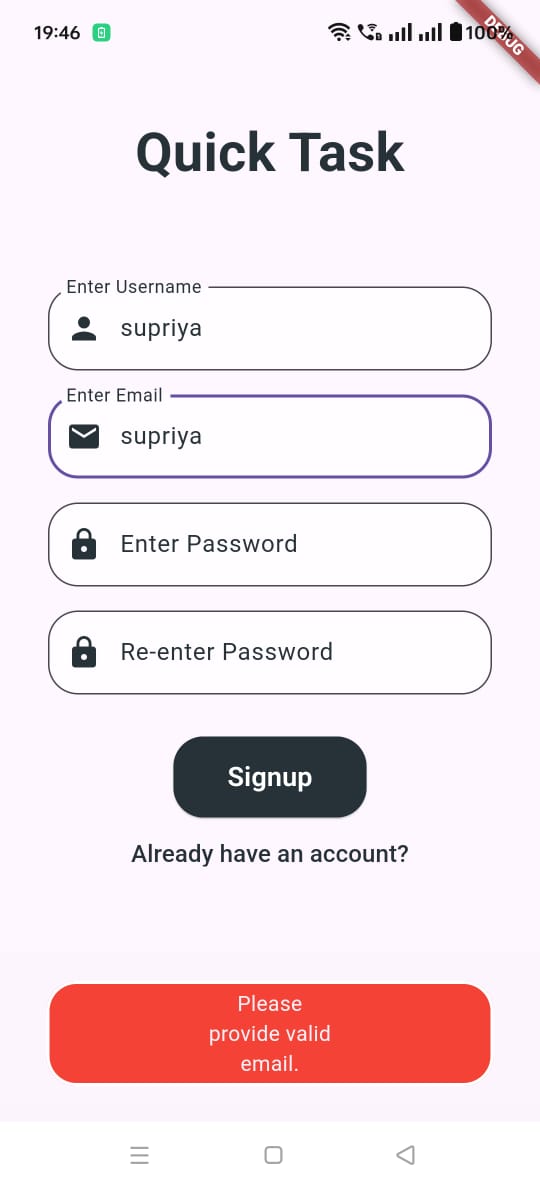 19:46
100%
DEBUG
Quick Task
Enter Username
supriya
Enter Email
supriya
Enter Password
Re-enter Password
Signup
Already have an account?
Please
provide valid
email.